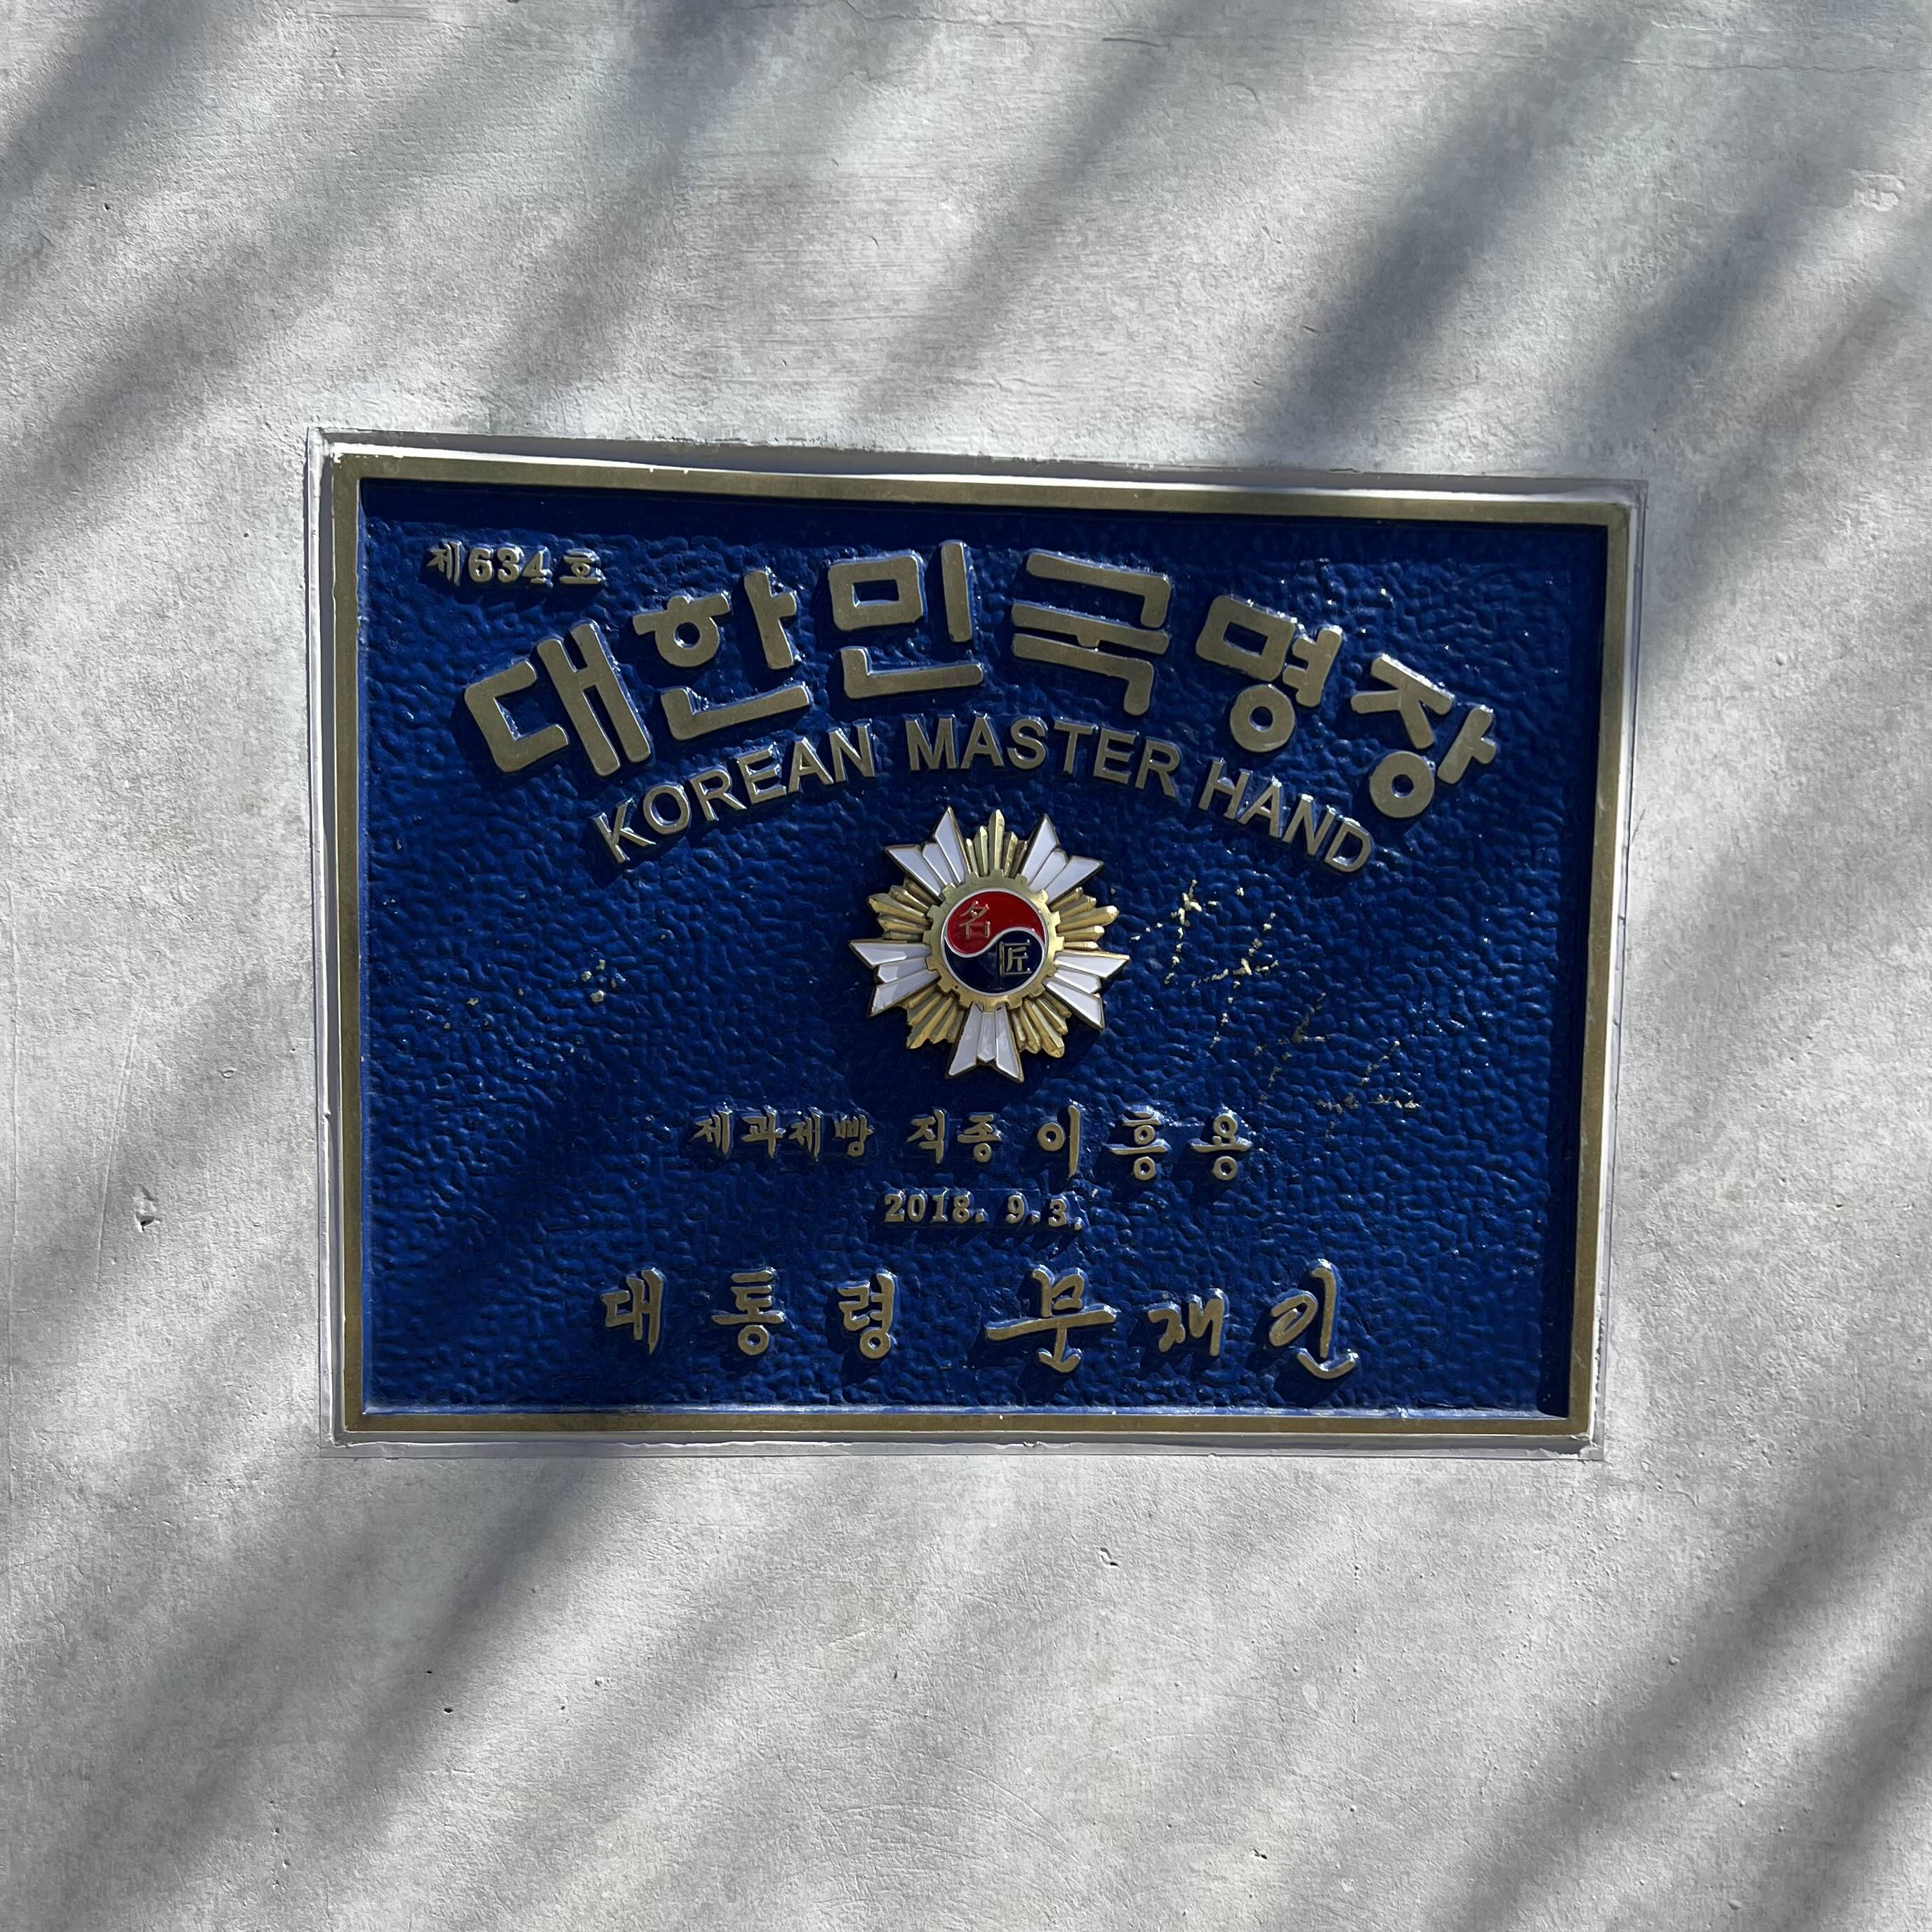 제634호
대한민국명장
KOREAN MASTER HAND
名
匠
제과제빵 직종 이흥용
2018. 9. 3.
대통령 문재인